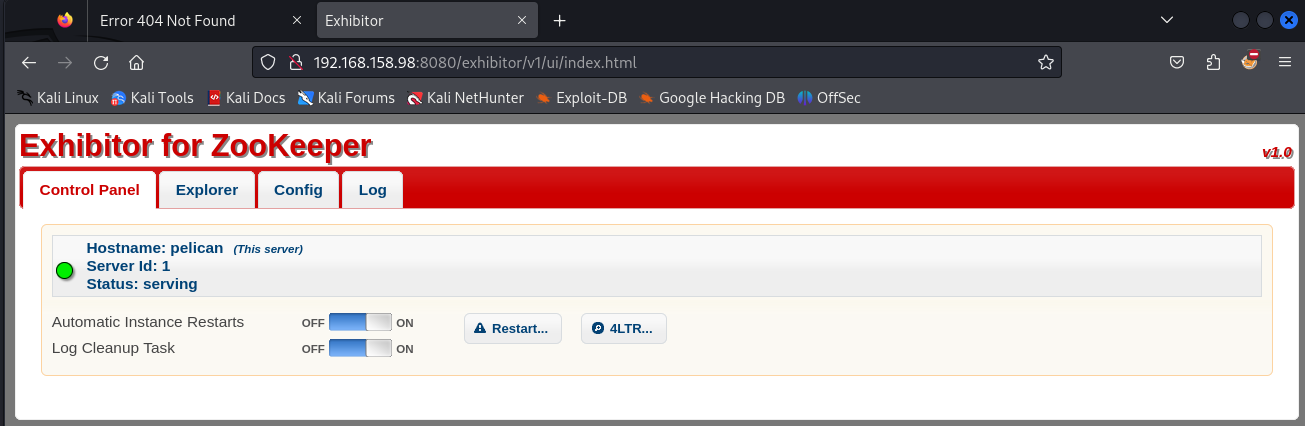 Error 404 Not Found
Exhibitor
192.168.158.98:8080/exhibitor/v1/ui/index.html
Kali Linux Kali Tools Kali Docs Kali Forums Kali NetHunter Exploit-DB Google Hacking DB OffSec
Exhibitor for ZooKeeper
v1.0
Control Panel Explorer Config Log
Hostname: pelican (This server)
Server Id: 1
Status: serving
Automatic Instance Restarts OFF ON Restart... 4LTR...
Log Cleanup Task OFF ON